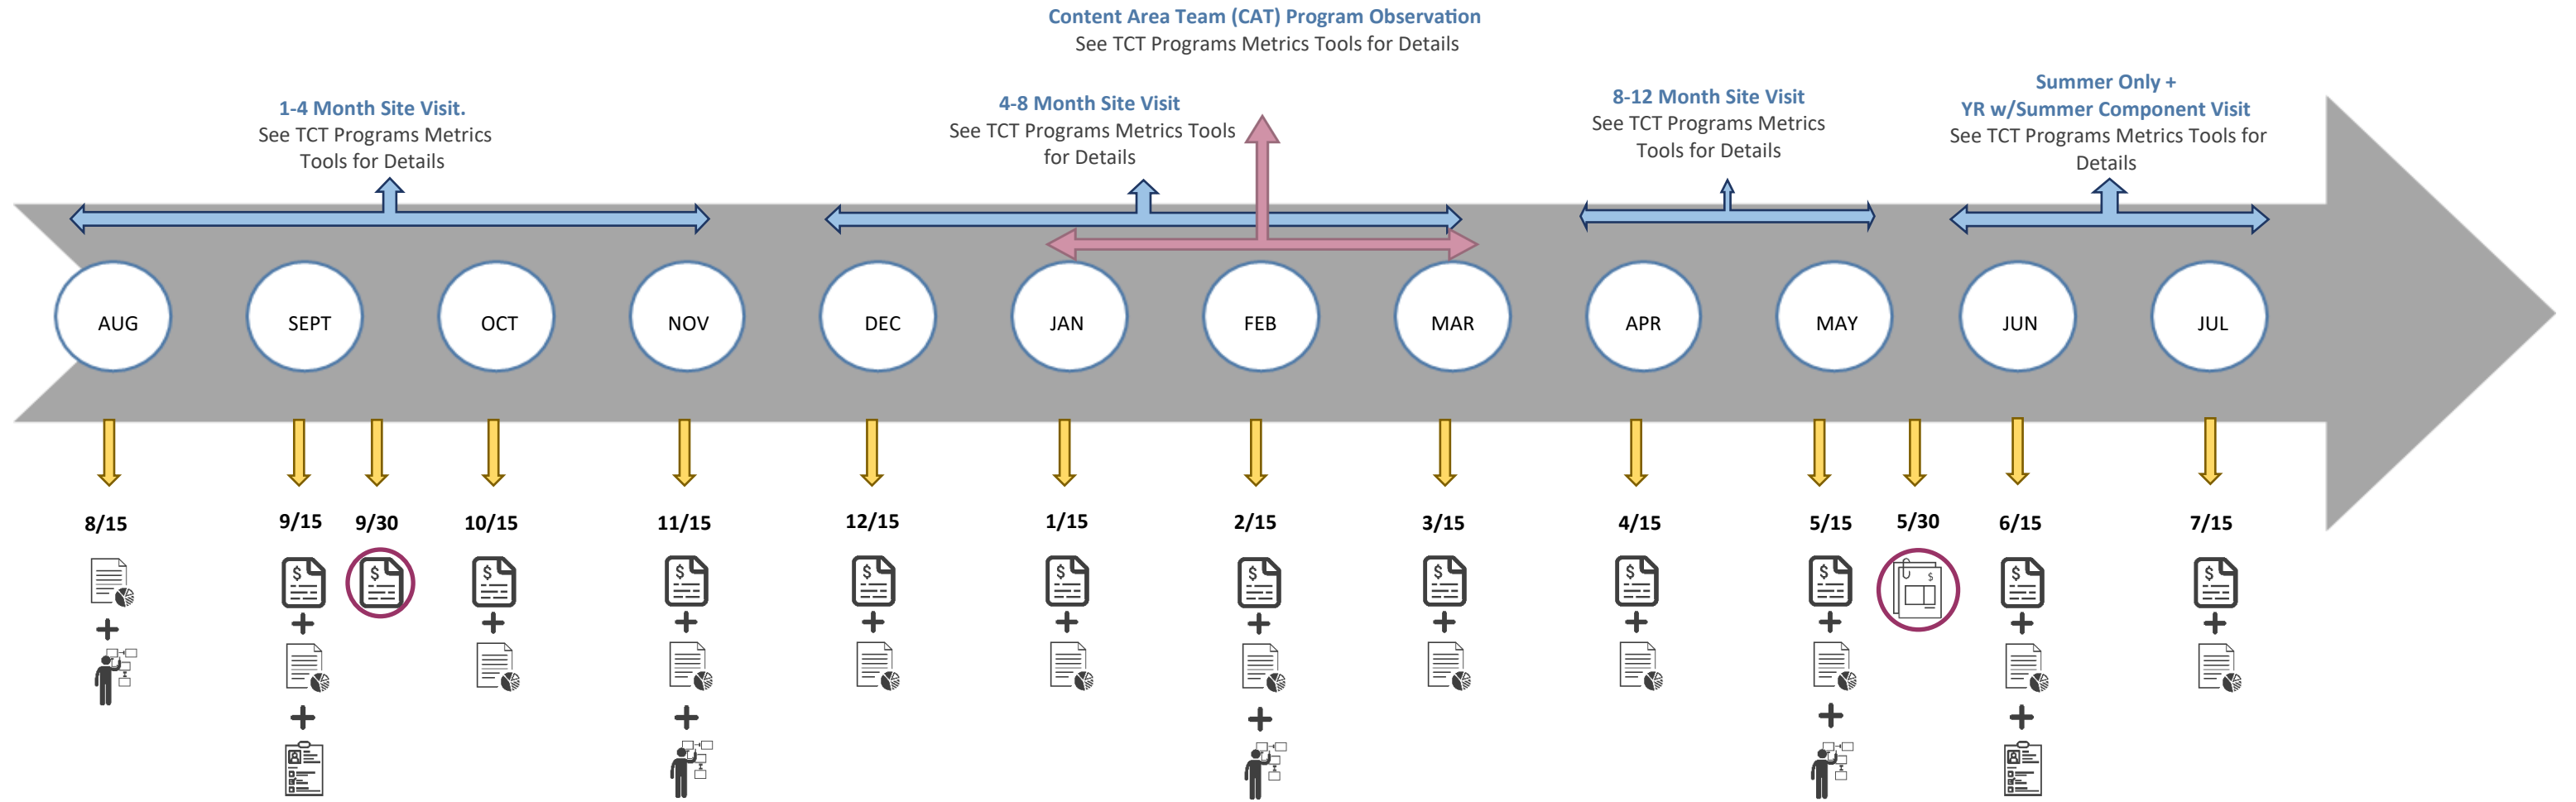 Content Area Team (CAT) Program Observation
See TCT Programs Metrics Tools for Details
1-4 Month Site Visit.
See TCT Programs Metrics
Tools for Details
4-8 Month Site Visit
See TCT Programs Metrics Tools
for Details
8-12 Month Site Visit
See TCT Programs Metrics
Tools for Details
Summer Only +
YR w/Summer Component Visit
See TCT Programs Metrics Tools for
Details
AUG
SEPT
OCT
NOV
DEC
JAN
FEB
MAR
APR
MAY
JUN
JUL
8/15
9/15
9/30
10/15
11/15
12/15
1/15
2/15
3/15
4/15
5/15
5/30
6/15
7/15